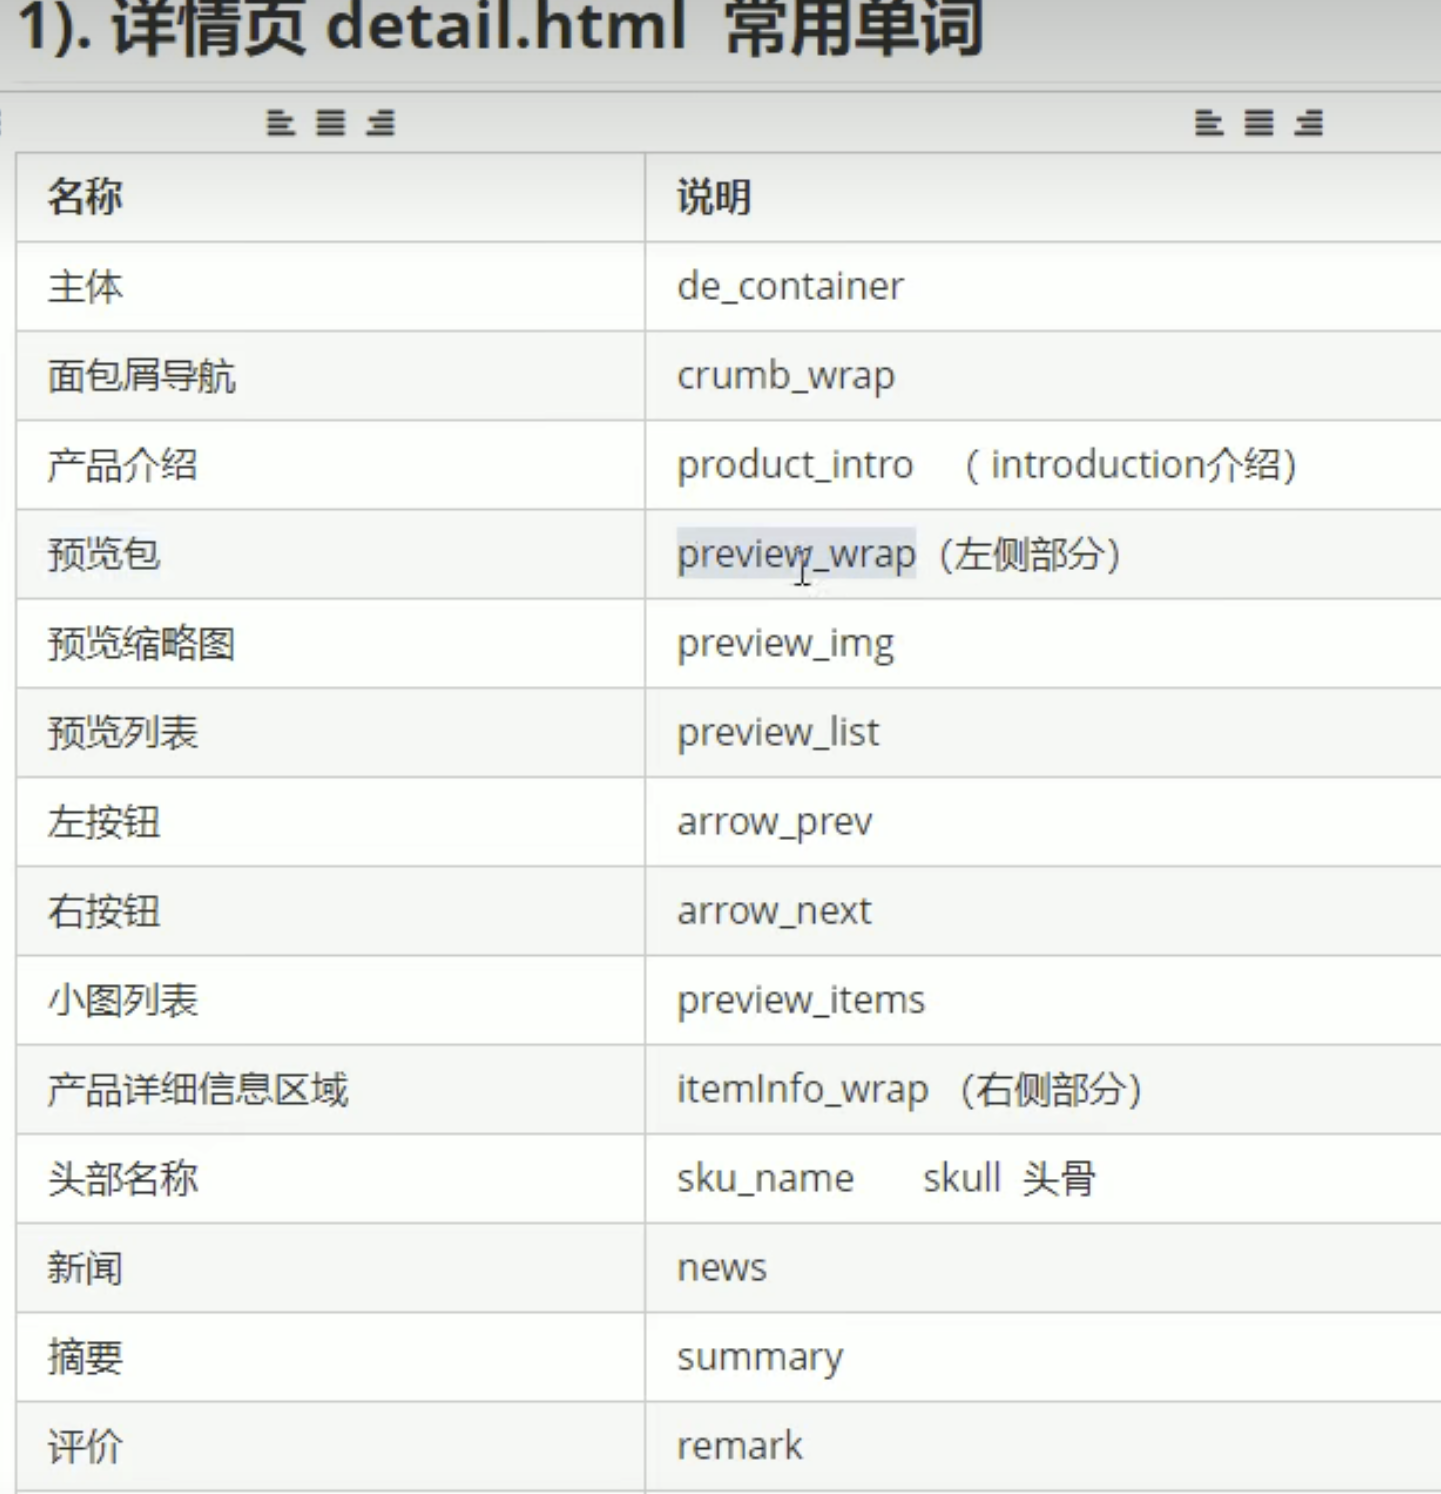 1). 详情页 detail.html 常用单词
名称 说明
主体 de_container
面包屑导航 crumb_wrap
产品介绍 product_intro ( introduction介绍)
预览包 preview_wrap (左侧部分)
预览缩略图 preview_img
预览列表 preview_list
左按钮 arrow_prev
右按钮 arrow_next
小图列表 preview_items
产品详细信息区域 itemInfo_wrap (右侧部分)
头部名称 sku_name skull 头骨
新闻 news
摘要 summary
评价 remark